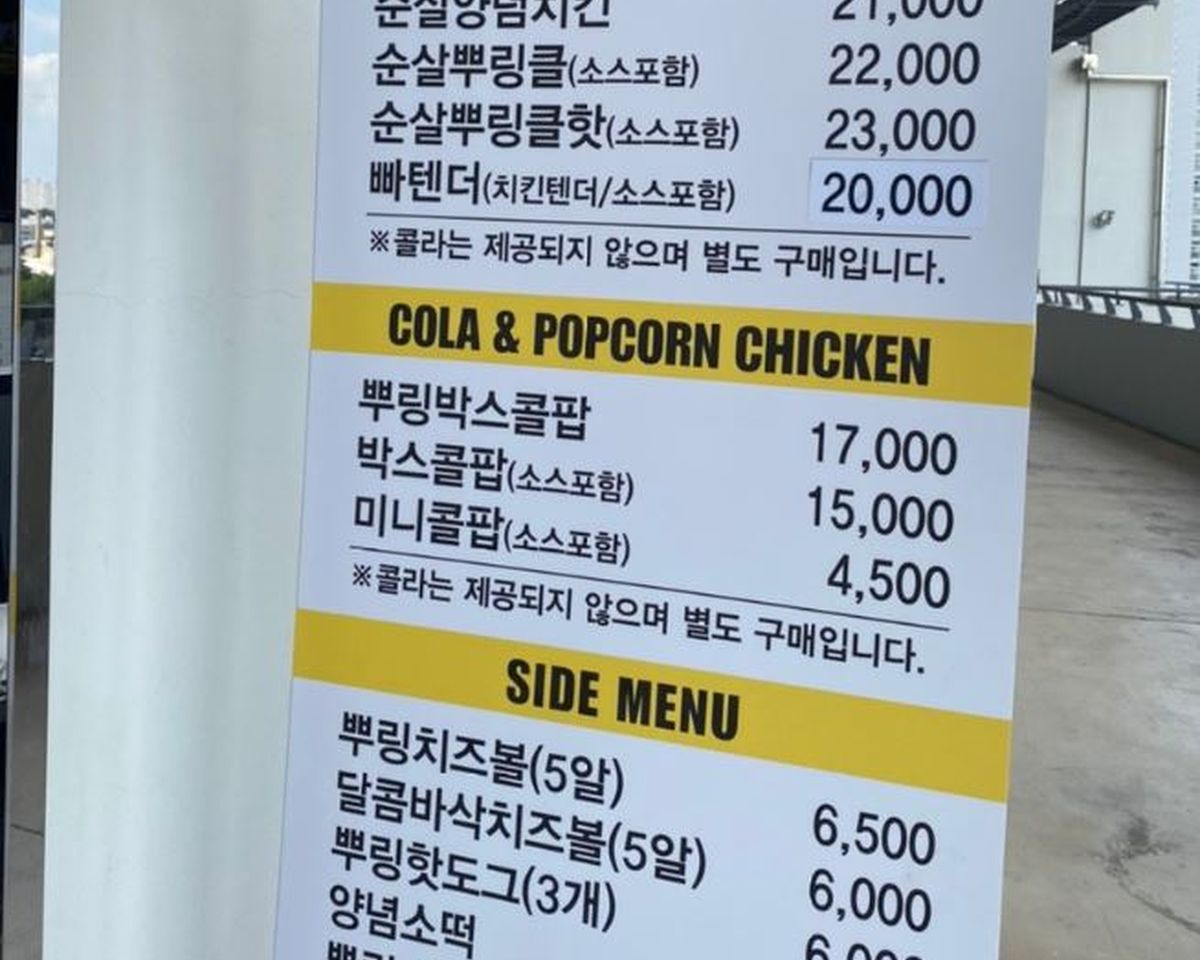 순살양념치킨 21,000
순살뿌링클(소스포함) 22,000
순살뿌링클핫(소스포함) 23,000
빠텐더(치킨텐더/소스포함) 20,000
※콜라는 제공되지 않으며 별도 구매입니다.
COLA & POPCORN CHICKEN
뿌링박스콜팝 17,000
박스콜팝(소스포함) 15,000
미니콜팝(소스포함) 4,500
※콜라는 제공되지 않으며 별도 구매입니다.
SIDE MENU
뿌링치즈볼(5알) 6,500
달콤바삭치즈볼(5알) 6,000
뿌링핫도그(3개)
양념소떡